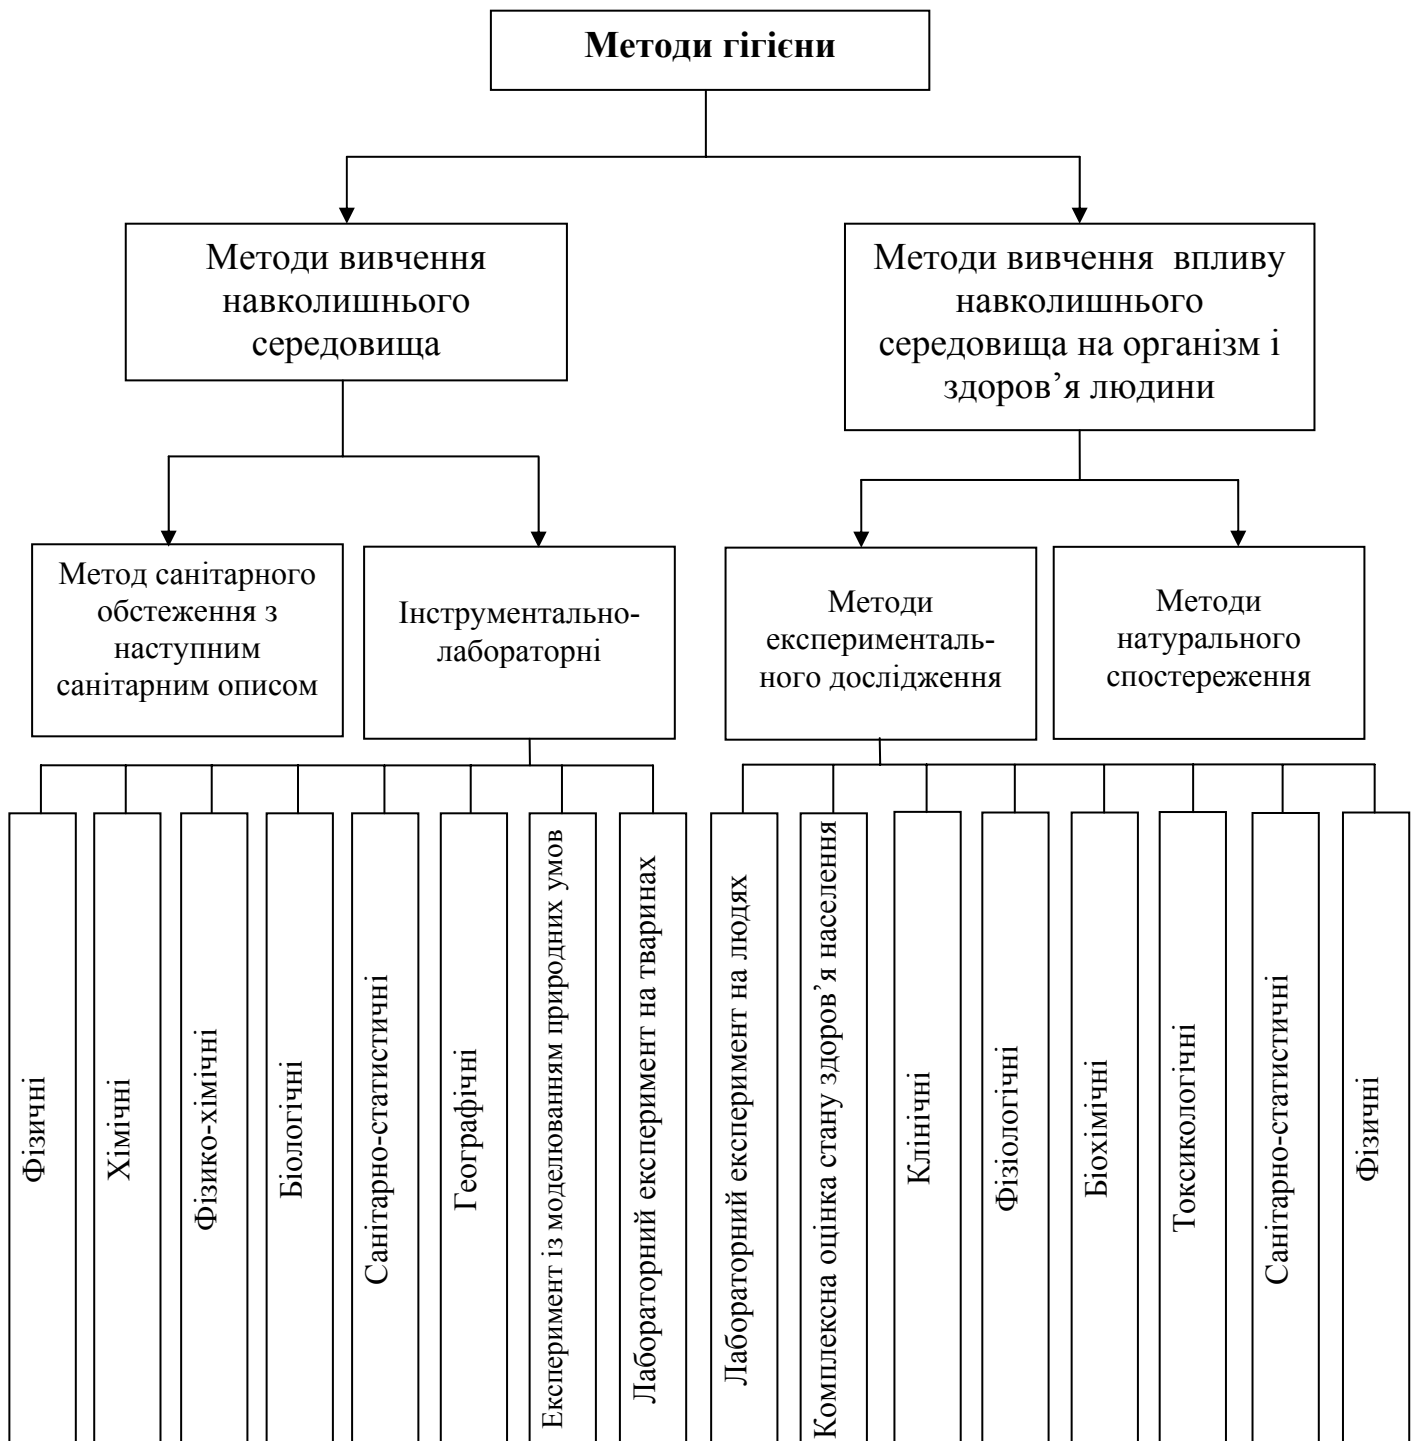 Методи гігієни
Методи вивчення
навколишнього
середовища
Методи вивчення впливу
навколишнього
середовища на організм і
здоров’я людини
Метод санітарного
обстеження з
наступним
санітарним описом
Інструментально-
лабораторні
Методи
експерименталь-
ного дослідження
Методи
натурального
спостереження
Фізичні
Хімічні
Фізико-хімічні
Біологічні
Санітарно-статистичні
Географічні
Експеримент із моделюванням природних умов
Лабораторний експеримент на тваринах
Лабораторний експеримент на людях
Комплексна оцінка стану здоров’я населення
Клінічні
Фізіологічні
Біохімічні
Токсикологічні
Санітарно-статистичні
Фізичні